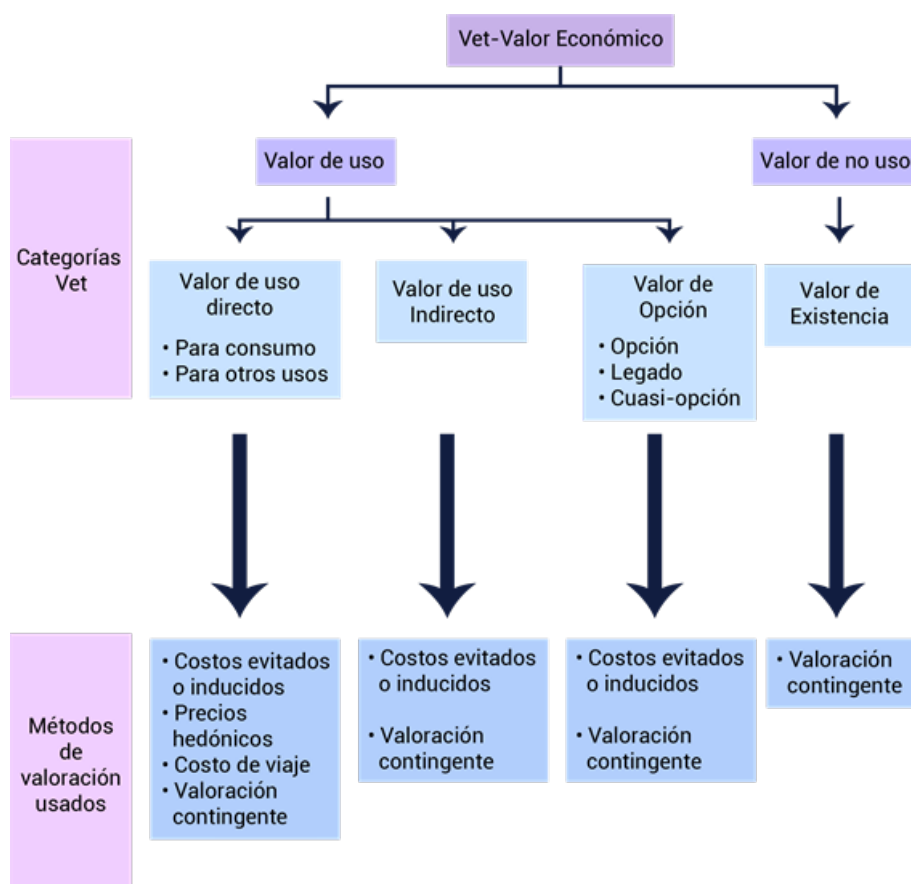 Vet-Valor Económico
Valor de uso
Valor de no uso
Categorías
Vet
Valor de uso
directo
• Para consumo
• Para otros usos
Valor de uso
Indirecto
Valor de
Opción
• Opción
• Legado
• Cuasi-opción
Valor de
Existencia
Métodos
de
valoración
usados
• Costos evitados
o inducidos
• Precios
hedónicos
• Costo de viaje
• Valoración
contingente
• Costos evitados
o inducidos
• Valoración
contingente
• Costos evitados
o inducidos
• Valoración
contingente
• Valoración
contingente